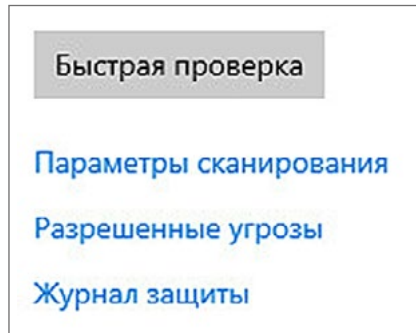 Быстрая проверка
Параметры сканирования
Разрешенные угрозы
Журнал защиты